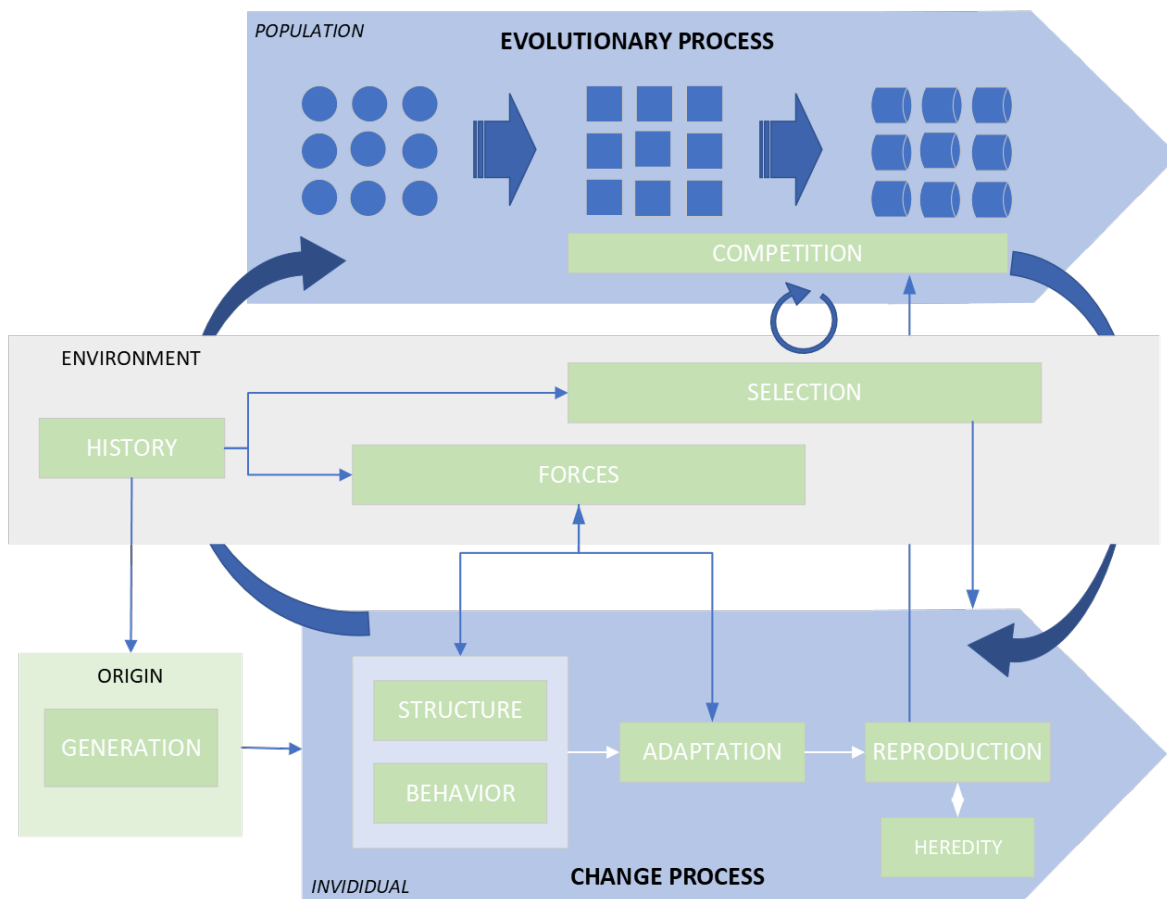 POPULATION
EVOLUTIONARY PROCESS
COMPETITION
ENVIRONMENT
SELECTION
HISTORY
FORCES
ORIGIN
GENERATION
STRUCTURE
BEHAVIOR
ADAPTATION
REPRODUCTION
HEREDITY
CHANGE PROCESS
INVIDIDUAL